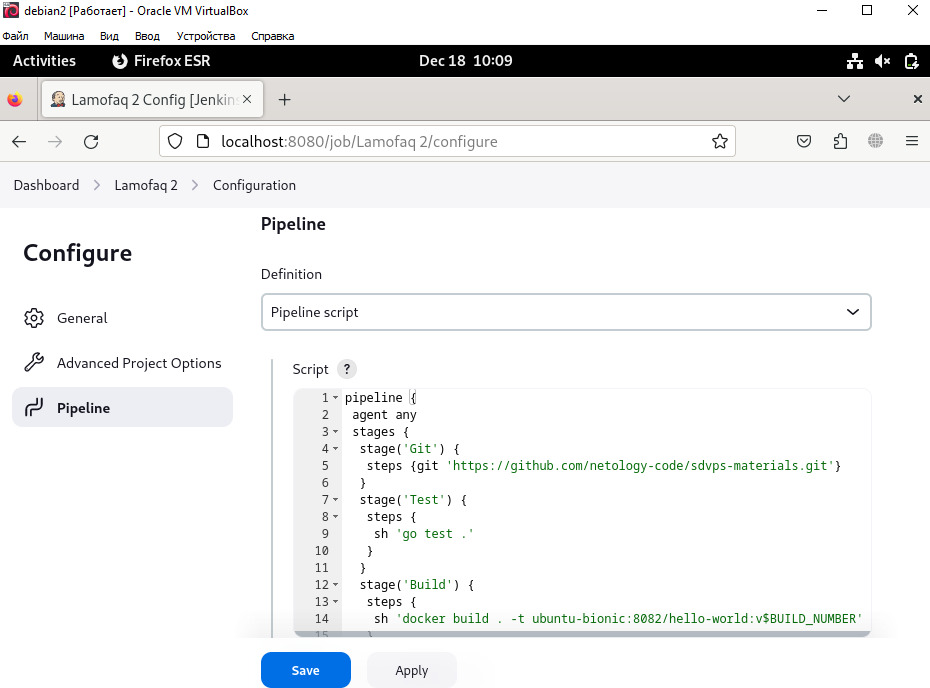 debian2 [Работает] - Oracle VM VirtualBox
Файл Машина Вид Ввод Устройства Справка
Activities Firefox ESR Dec 18 10:09
Lamofaq 2 Config [Jenkins
localhost:8080/job/Lamofaq 2/configure
Dashboard Lamofaq 2 Configuration
Configure
General
Advanced Project Options
Pipeline
Pipeline
Definition
Pipeline script
Script ?
1 pipeline {
2 agent any
3 stages {
4 stage('Git') {
5 steps {git 'https://github.com/netology-code/sdvps-materials.git'}
6 }
7 stage('Test') {
8 steps {
9 sh 'go test .'
10 }
11 }
12 stage('Build') {
13 steps {
14 sh 'docker build . -t ubuntu-bionic:8082/hello-world:v$BUILD_NUMBER'
15 }
Save Apply